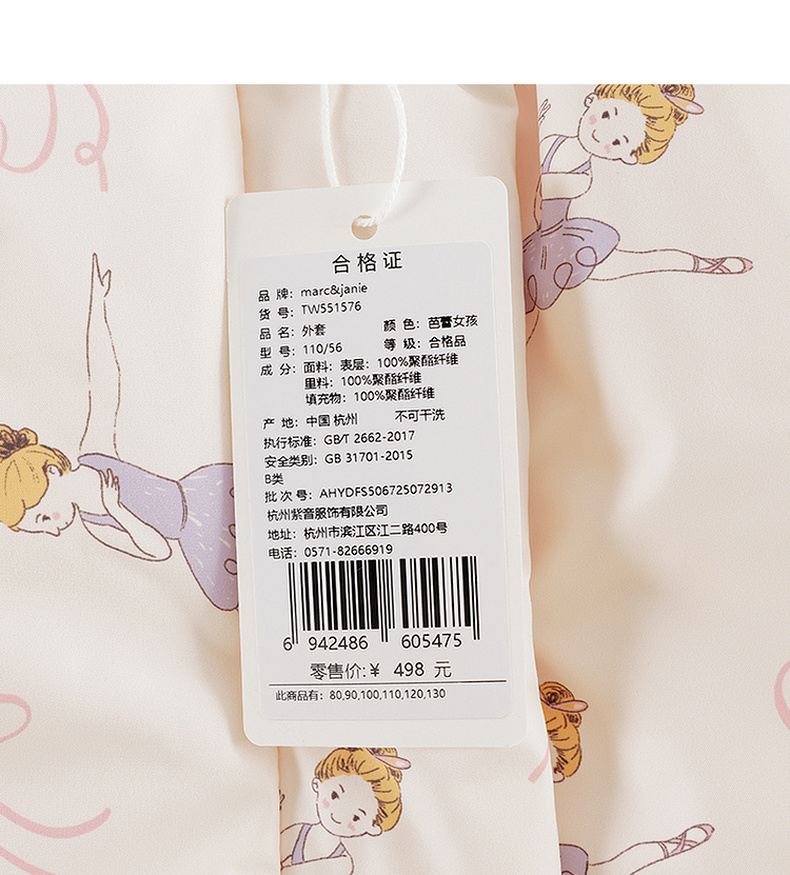 合格证
品 牌：marc&janie
货 号：TW551576
品 名：外套 颜 色：芭蕾女孩
型 号：110/56 等 级：合格品
成 分：面料：表层：100%聚酯纤维
里料：100%聚酯纤维
填充物：100%聚酯纤维
产 地：中国 杭州 不可干洗
执行标准：GB/T 2662-2017
安全类别：GB 31701-2015
B类
批 次 号：AHYDFS506725072913
杭州紫音服饰有限公司
地址：杭州市滨江区江二路400号
电话：0571-82666919
6 942486 605475
零售价:¥ 498 元
此商品有：80,90,100,110,120,130